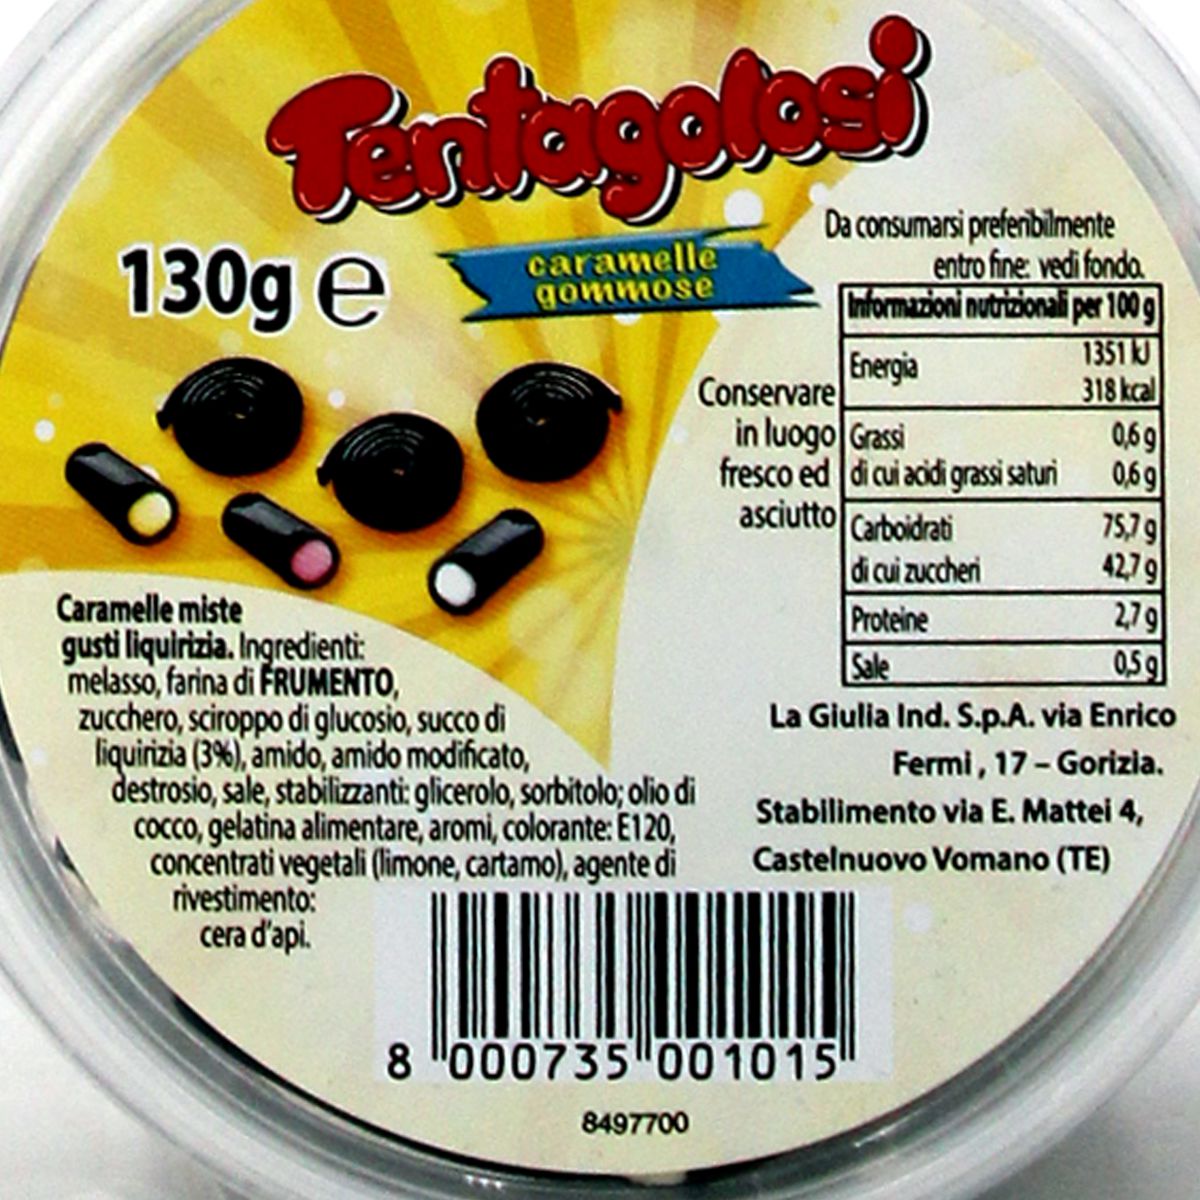 Tentagolosi
130g e
caramelle
gommose
Da consumarsi preferibilmente
entro fine: vedi fondo.
Conservare
in luogo
fresco ed
asciutto
Informazioni nutrizionali per 100 g
Energia 1351 kJ
318 kcal
Grassi 0,6 g
di cui acidi grassi saturi 0,6 g
Carboidrati 75,7 g
di cui zuccheri 42,7 g
Proteine 2,7 g
Sale 0,5 g
Caramelle miste
gusti liquirizia. Ingredienti:
melasso, farina di FRUMENTO,
zucchero, sciroppo di glucosio, succo di
liquirizia (3%), amido, amido modificato,
destrosio, sale, stabilizzanti: glicerolo, sorbitolo; olio di
cocco, gelatina alimentare, aromi, colorante: E120,
concentrati vegetali (limone, cartamo), agente di
rivestimento:
cera d'api.
La Giulia Ind. S.p.A. via Enrico
Fermi , 17 – Gorizia.
Stabilimento via E. Mattei 4,
Castelnuovo Vomano (TE)
8 000735 001015
8497700